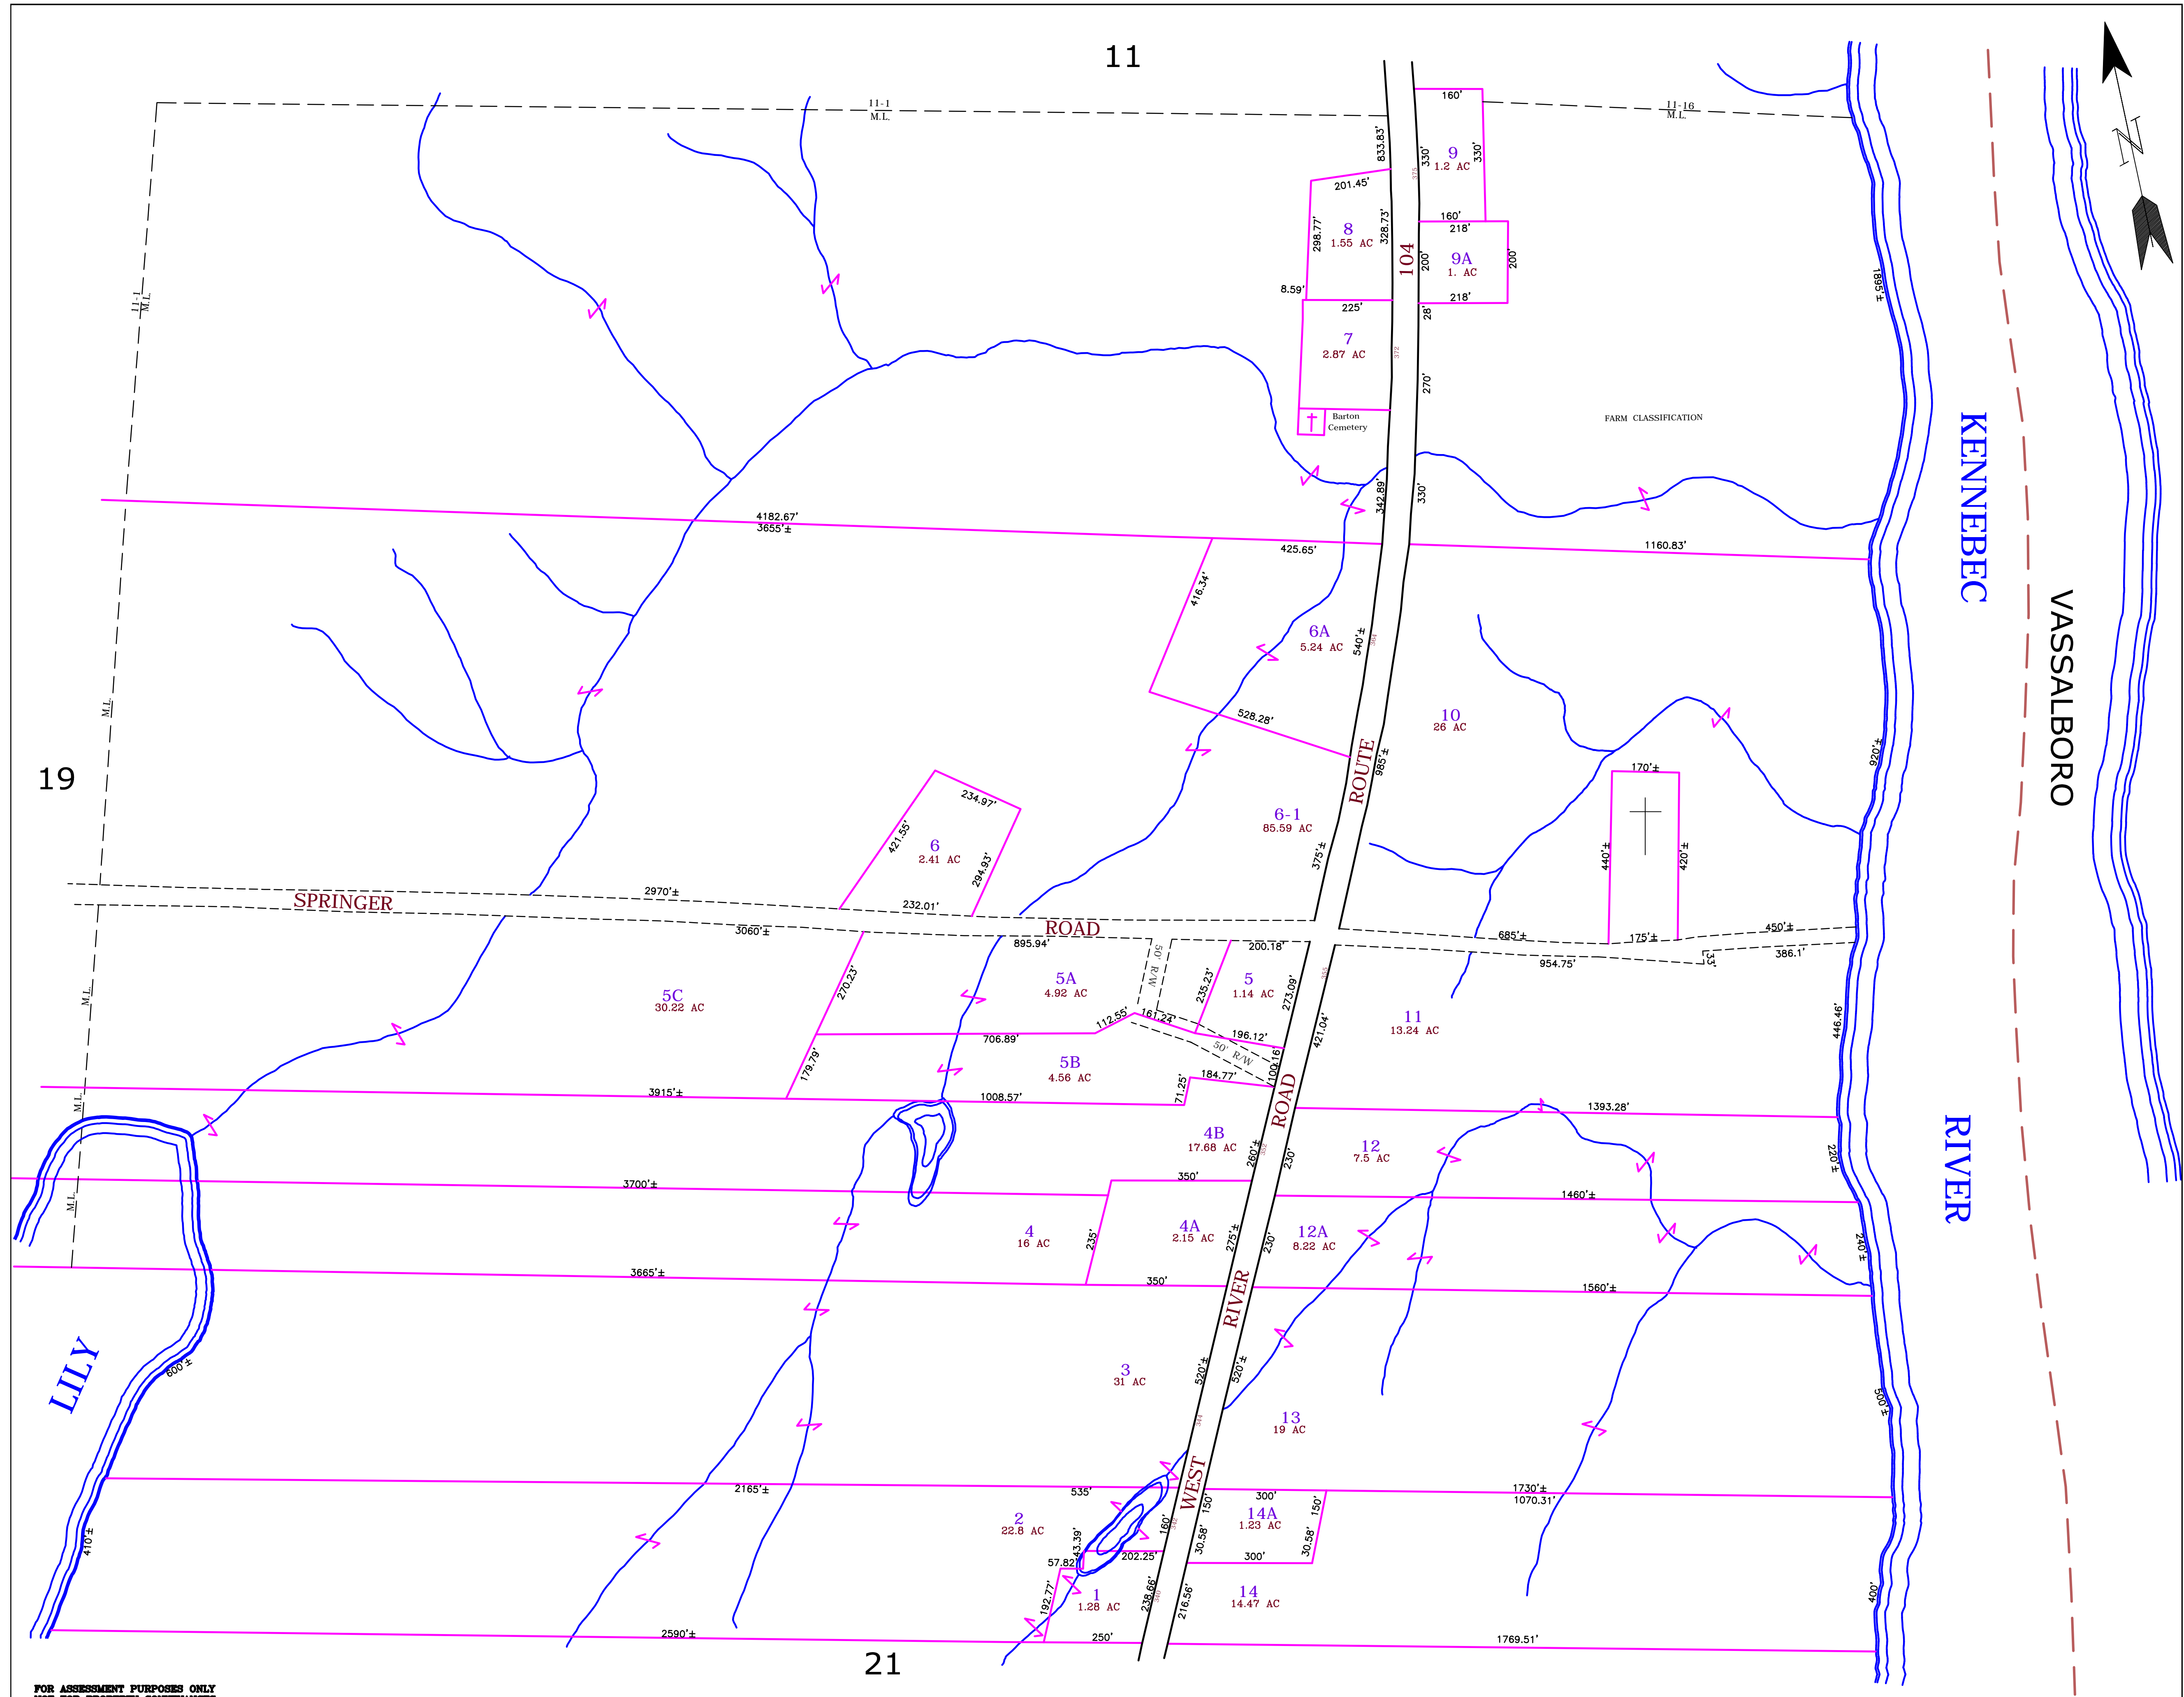 11
11-1
M.L.
160'
11-16
M.L.
833.83'
330'
9
1.2 AC
330'
375
201.45'
298.77'
8
1.55 AC
328.73'
160'
218'
104
200'
9A
1. AC
200'
1895'±
11-1
M.L.
8.59'
225'
218'
28'
7
2.87 AC
372
270'
Barton
Cemetery
FARM CLASSIFICATION
KENNEBEC
342.89'
330'
4182.67'
3655'±
425.65'
1160.83'
416.34'
6A
5.24 AC
540'±
364
VASSALBORO
M.L.
528.28'
10
26 AC
985'±
ROUTE
920'±
19
170'±
234.97'
421.55'
6
2.41 AC
294.93'
6-1
85.59 AC
375'±
440'±
420'±
2970'±
SPRINGER
232.01'
3060'±
ROAD
895.94'
200.18'
685'±
175'±
450'±
954.75'
33'
386.1'
50' R/W
270.23'
5A
4.92 AC
235.23'
5
1.14 AC
273.09'
353
M.L.
5C
30.22 AC
112.55'
161.24'
196.12'
421.04'
11
13.24 AC
446.46'
706.89'
50' R/W
179.79'
5B
4.56 AC
100.16'
184.77'
71.25'
ROAD
3915'±
1008.57'
1393.28'
M.L.
4B
17.68 AC
260'±
352
230'
12
7.5 AC
220'±
RIVER
3700'±
350'
1460'±
M.L.
4
16 AC
235'
4A
2.15 AC
275'±
230'
12A
8.22 AC
240'±
3665'±
350'
1560'±
RIVER
LILY
600'±
3
31 AC
520'±
520'±
344
13
19 AC
500'±
2165'±
535'
WEST
300'
1730'±
1070.31'
150'
150'
410'±
2
22.8 AC
160'
342
14A
1.23 AC
43.39'
30.58'
30.58'
57.82'
202.25'
300'
192.77'
1
1.28 AC
238.66'
340
216.56'
14
14.47 AC
400'
2590'±
250'
1769.51'
21
FOR ASSESSMENT PURPOSES ONLY